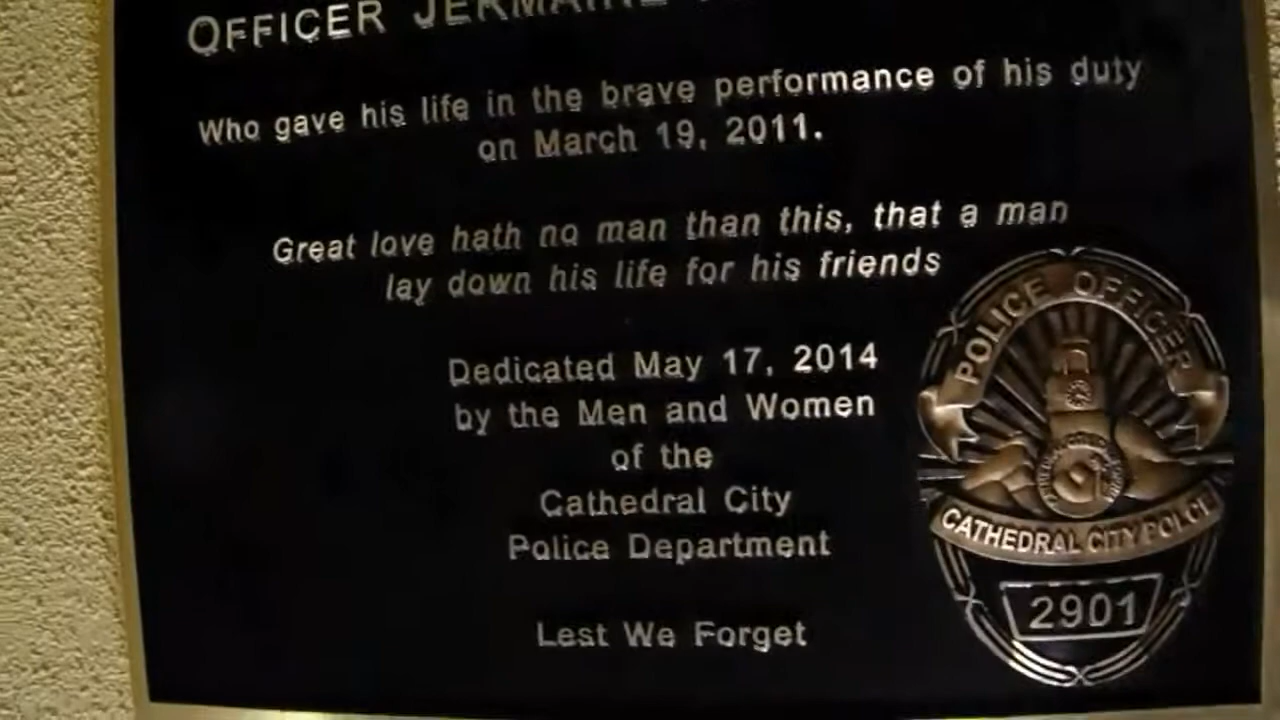 OFFICER JERMAINE
Who gave his life in the brave performance of his duty
on March 19, 2011.
Great love hath no man than this, that a man
lay down his life for his friends
Dedicated May 17, 2014
by the Men and Women
of the
Cathedral City
Police Department
Lest We Forget
POLICE OFFICER
CATHEDRAL CITY POLICE
2901